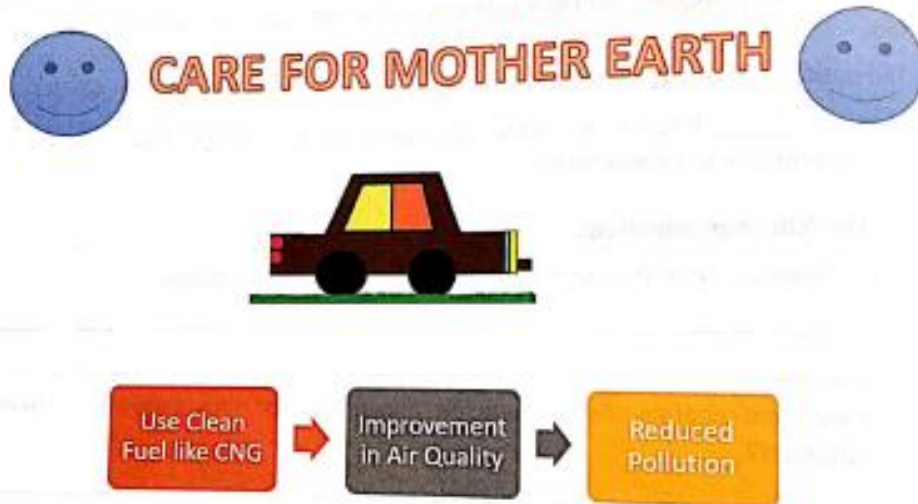 CARE FOR MOTHER EARTH
Use Clean
Fuel like CNG
Improvement
in Air Quality
Reduced
Pollution